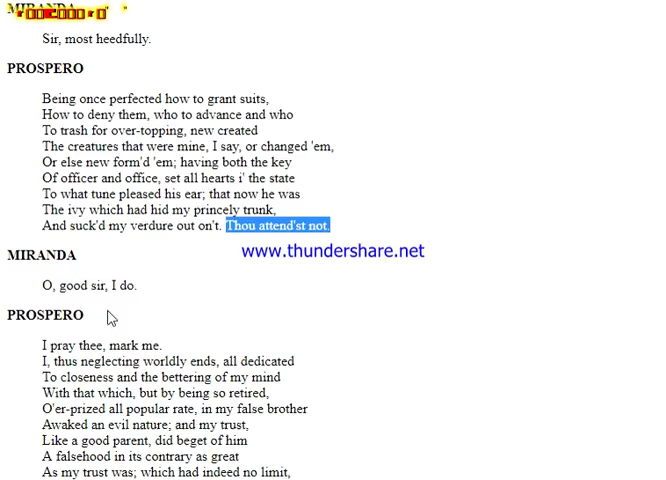 MIRANDA
Sir, most heedfully.
PROSPERO
Being once perfected how to grant suits,
How to deny them, who to advance and who
To trash for over-topping, new created
The creatures that were mine, I say, or changed 'em,
Or else new form'd 'em; having both the key
Of officer and office, set all hearts i' the state
To what tune pleased his ear; that now he was
The ivy which had hid my princely trunk,
And suck'd my verdure out on't. Thou attend'st not.
www.thundershare.net
MIRANDA
O, good sir, I do.
PROSPERO
I pray thee, mark me.
I, thus neglecting worldly ends, all dedicated
To closeness and the bettering of my mind
With that which, but by being so retired,
O'er-prized all popular rate, in my false brother
Awaked an evil nature; and my trust,
Like a good parent, did beget of him
A falsehood in its contrary as great
As my trust was; which had indeed no limit,